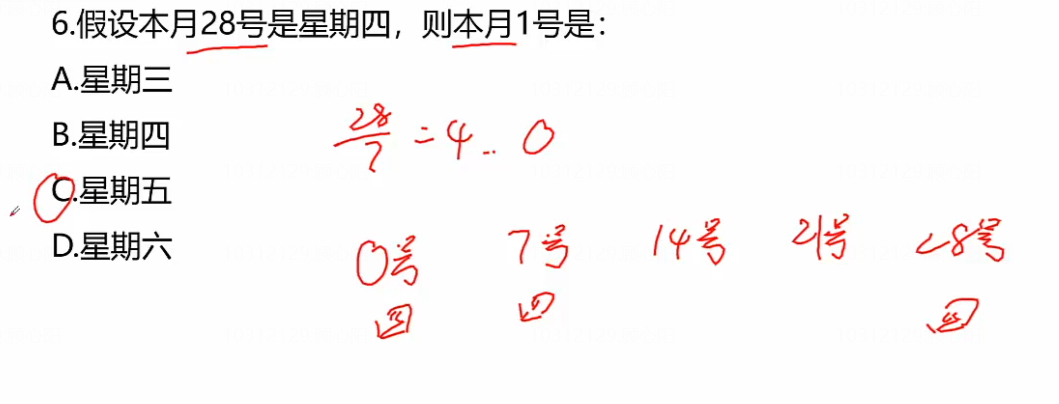 6.假设本月28号是星期四，则本月1号是：
A.星期三
B.星期四
28/7=4..0
C.星期五
D.星期六
0号 7号 14号 21号 28号
四 四 四